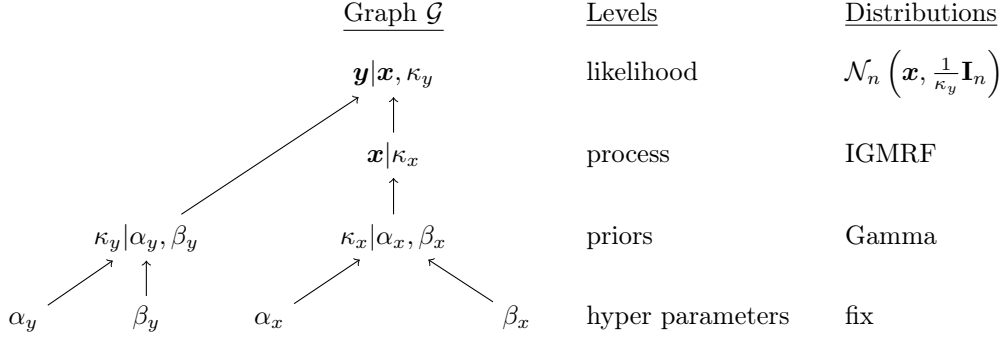 Graph 𝒢 Levels Distributions
y|x, κ_y likelihood 𝒩_n (x, 1/κ_y I_n)
x|κ_x process IGMRF
κ_y|α_y, β_y κ_x|α_x, β_x priors Gamma
α_y β_y α_x β_x hyper parameters fix